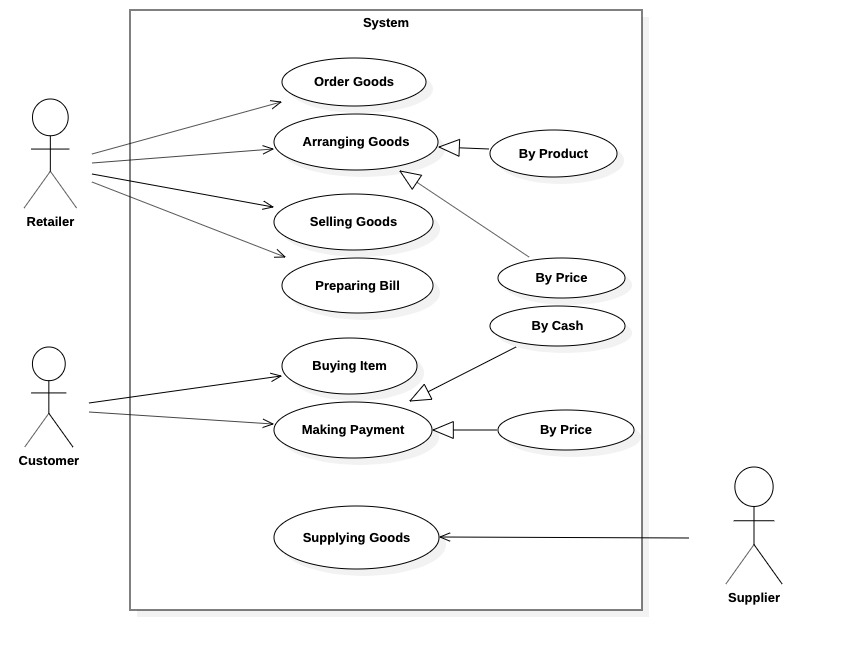 System
Order Goods
Arranging Goods
By Product
Retailer
Selling Goods
By Price
Preparing Bill
By Cash
Buying Item
Making Payment
By Price
Customer
Supplying Goods
Supplier